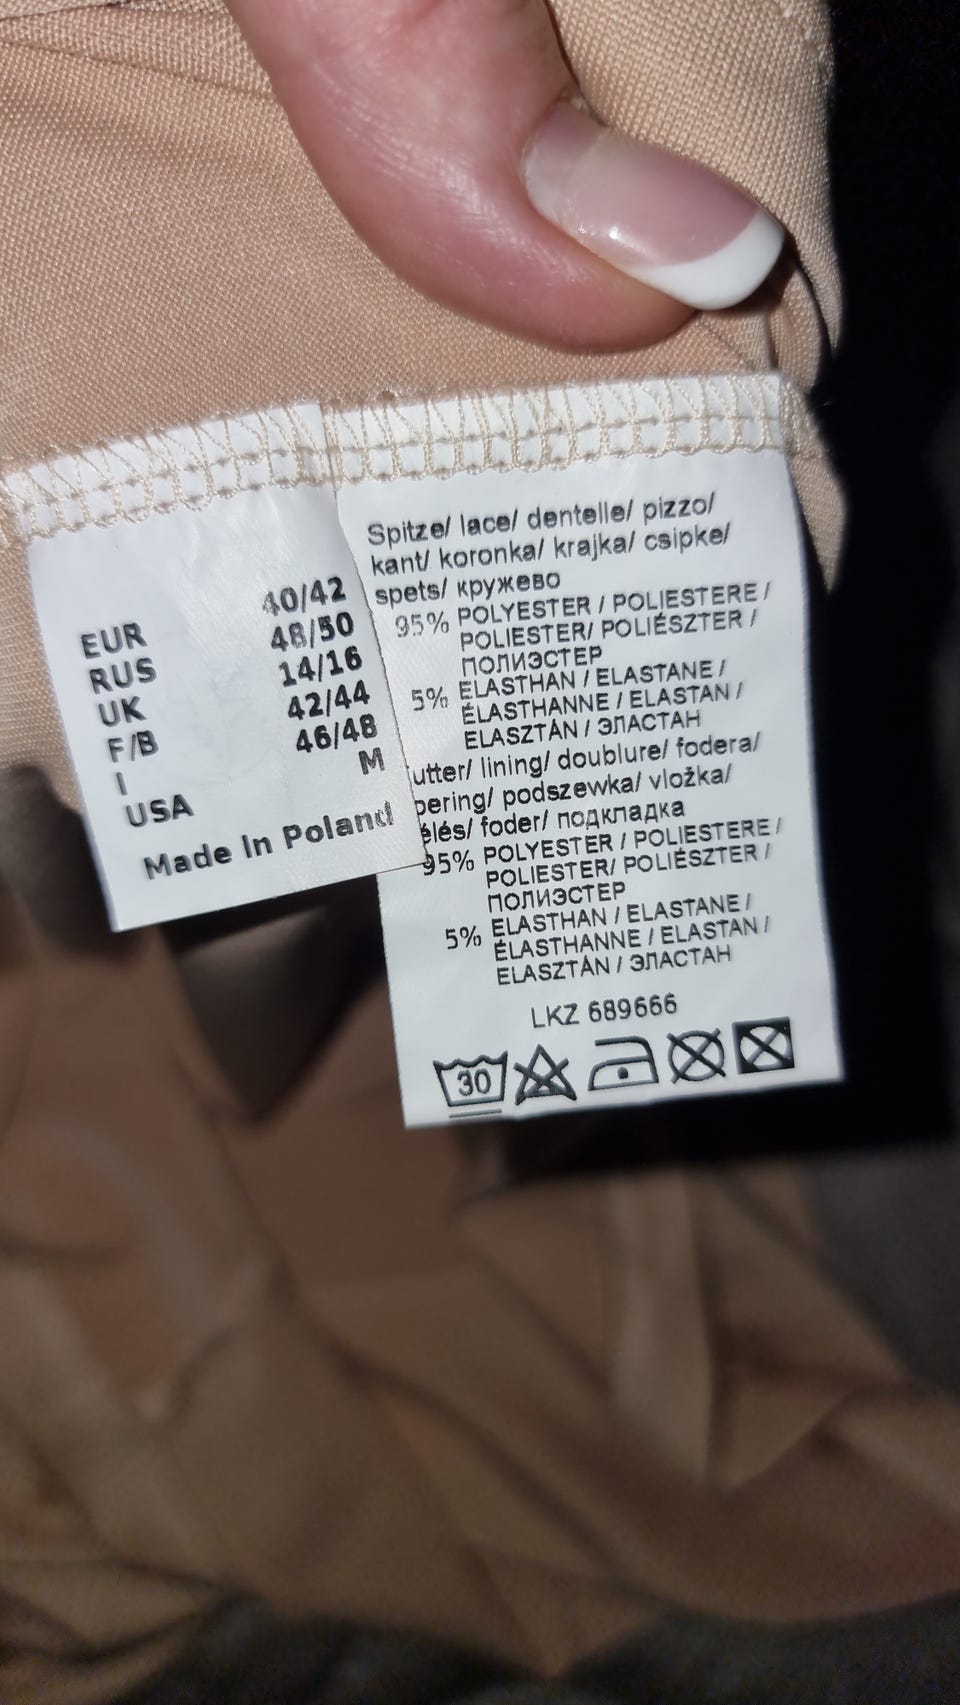 EUR 40/42
RUS 48/50
UK 14/16
F/B 42/44
I 46/48
USA M
Made in Poland
Spitze/ lace/ dentelle/ pizzo/
kant/ koronka/ krajka/ csipke/
spets/ кружево
95% POLYESTER / POLIESTERE /
POLIESTER/ POLIÉSZTER /
ПОЛИЭСТЕР
5% ELASTHAN / ELASTANE /
ÉLASTHANNE / ELASTAN /
ELASZTÁN / ЭЛАСТАН
utter/ lining/ doublure/ fodera/
pering/ podszewka/ vložka/
élés/ foder/ подкладка
95% POLYESTER / POLIESTERE /
POLIESTER/ POLIÉSZTER /
ПОЛИЭСТЕР
5% ELASTHAN / ELASTANE /
ÉLASTHANNE / ELASTAN /
ELASZTÁN / ЭЛАСТАН
LKZ 689666
30